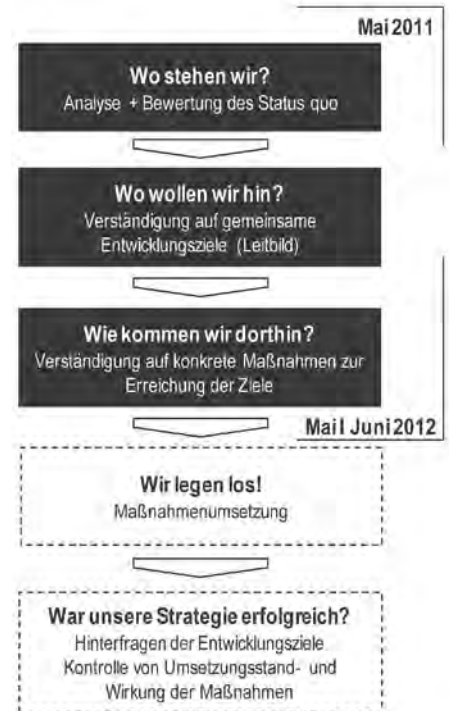 Mai 2011
Wo stehen wir?
Analyse + Bewertung des Status quo
Wo wollen wir hin?
Verständigung auf gemeinsame
Entwicklungsziele (Leitbild)
Wie kommen wir dorthin?
Verständigung auf konkrete Maßnahmen zur
Erreichung der Ziele
Mai I Juni 2012
Wir legen los!
Maßnahmenumsetzung
War unsere Strategie erfolgreich?
Hinterfragen der Entwicklungsziele
Kontrolle von Umsetzungsstand- und
Wirkung der Maßnahmen